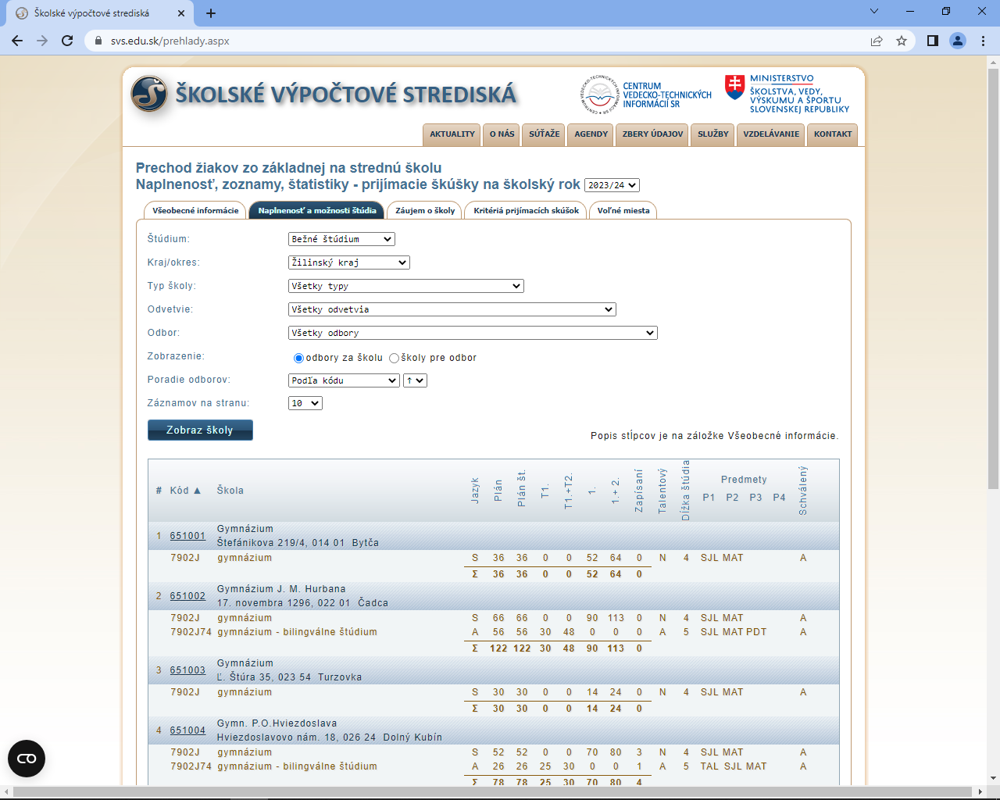 Školské výpočtové strediská
svs.edu.sk/prehlady.aspx
ŠKOLSKÉ VÝPOČTOVÉ STREDISKÁ
CENTRUM
VEDECKO-TECHNICKÝCH
INFORMÁCIÍ SR
MINISTERSTVO
ŠKOLSTVA, VEDY,
VÝSKUMU A ŠPORTU
SLOVENSKEJ REPUBLIKY
AKTUALITY O NÁS SÚŤAŽE AGENDY ZBERY ÚDAJOV SLUŽBY VZDELÁVANIE KONTAKT
Prechod žiakov zo základnej na strednú školu
Naplnenosť, zoznamy, štatistiky - prijímacie škúšky na školský rok 2023/24
Všeobecné informácie Naplnenosť a možnosti štúdia Záujem o školy Kritériá prijímacích skúšok Voľné miesta
Štúdium: Bežné štúdium
Kraj/okres: Žilinský kraj
Typ školy: Všetky typy
Odvetvie: Všetky odvetvia
Odbor: Všetky odbory
Zobrazenie: odbory za školu školy pre odbor
Poradie odborov: Podľa kódu ↑
Záznamov na stranu: 10
Zobraz školy
Popis stĺpcov je na záložke Všeobecné informácie.
# Kód ▲ Škola Jazyk Plán Plán št. T1. T1.+T2. 1. 1.+ 2. Zapísaní Talentový Dĺžka štúdia Predmety P1 P2 P3 P4 Schválený
1 651001 Gymnázium
Štefánikova 219/4, 014 01 Bytča
7902J gymnázium S 36 36 0 0 52 64 0 N 4 SJL MAT A
Σ 36 36 0 0 52 64 0
2 651002 Gymnázium J. M. Hurbana
17. novembra 1296, 022 01 Čadca
7902J gymnázium S 66 66 0 0 90 113 0 N 4 SJL MAT A
7902J74 gymnázium - bilingválne štúdium A 56 56 30 48 0 0 0 A 5 SJL MAT PDT A
Σ 122 122 30 48 90 113 0
3 651003 Gymnázium
Ľ. Štúra 35, 023 54 Turzovka
7902J gymnázium S 30 30 0 0 14 24 0 N 4 SJL MAT A
Σ 30 30 0 0 14 24 0
4 651004 Gymn. P.O.Hviezdoslava
Hviezdoslavovo nám. 18, 026 24 Dolný Kubín
7902J gymnázium S 52 52 0 0 70 80 3 N 4 SJL MAT A
7902J74 gymnázium - bilingválne štúdium A 26 26 25 30 0 0 1 A 5 TAL SJL MAT A
Σ 78 78 25 30 70 80 4